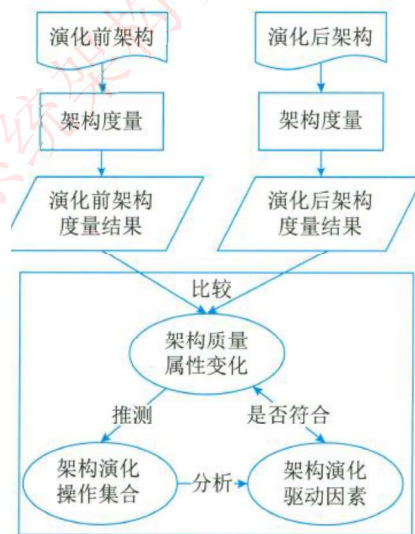 演化前架构
演化后架构
架构度量
架构度量
演化前架构
度量结果
演化后架构
度量结果
比较
架构质量
属性变化
推测
是否符合
架构演化
操作集合
分析
架构演化
驱动因素
统架构